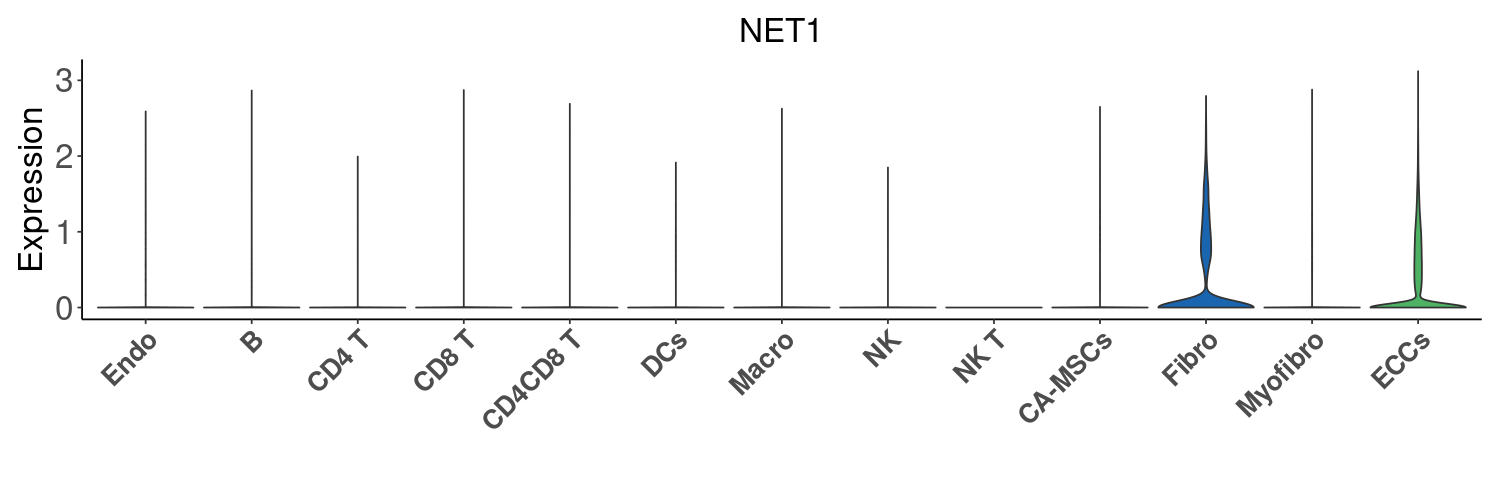 NET1
Expression
3
2
1
0
Endo
B
CD4 T
CD8 T
CD4CD8 T
DCs
Macro
NK
NK T
CA-MSCs
Fibro
Myofibro
ECCs